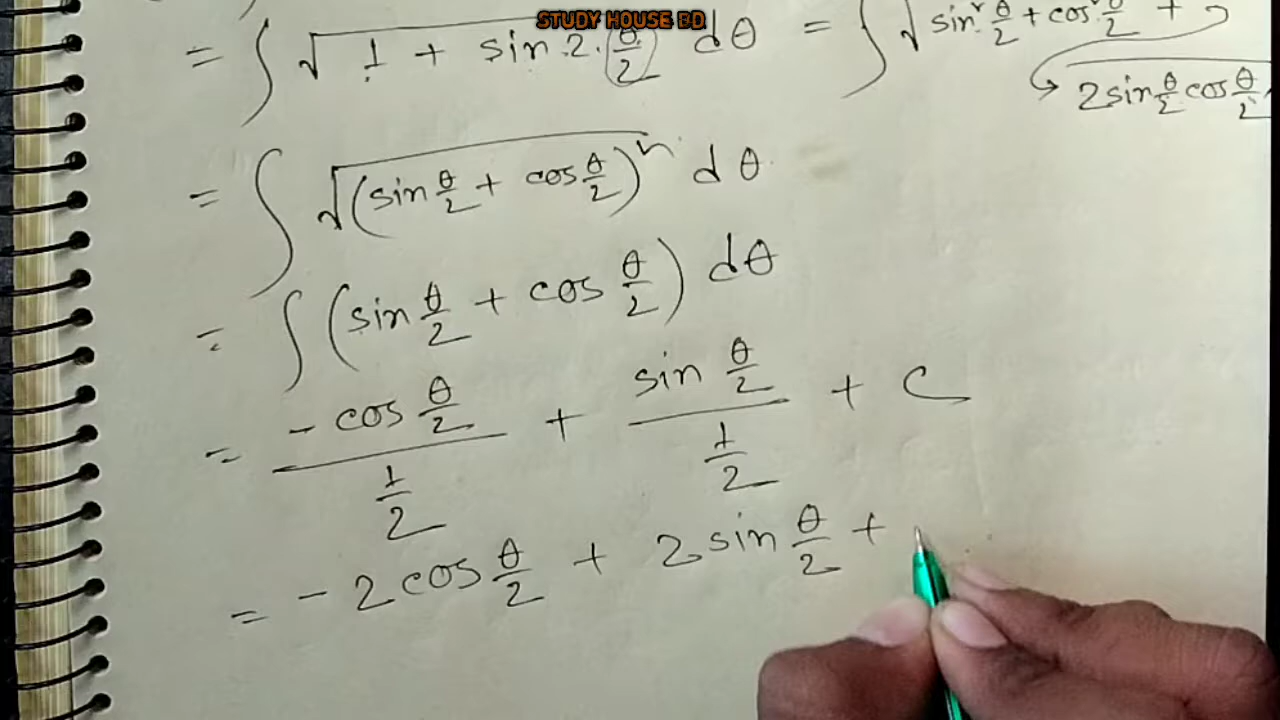 STUDY HOUSE BD
= ∫ √(1 + sin 2·(θ/2)) dθ = ∫ √(sin² θ/2 + cos² θ/2 +
2 sin θ/2 cos θ/2
= ∫ √((sin θ/2 + cos θ/2)²) dθ
= ∫ (sin θ/2 + cos θ/2) dθ
= (- cos θ/2)/(1/2) + (sin θ/2)/(1/2) + C
= - 2 cos θ/2 + 2 sin θ/2 +